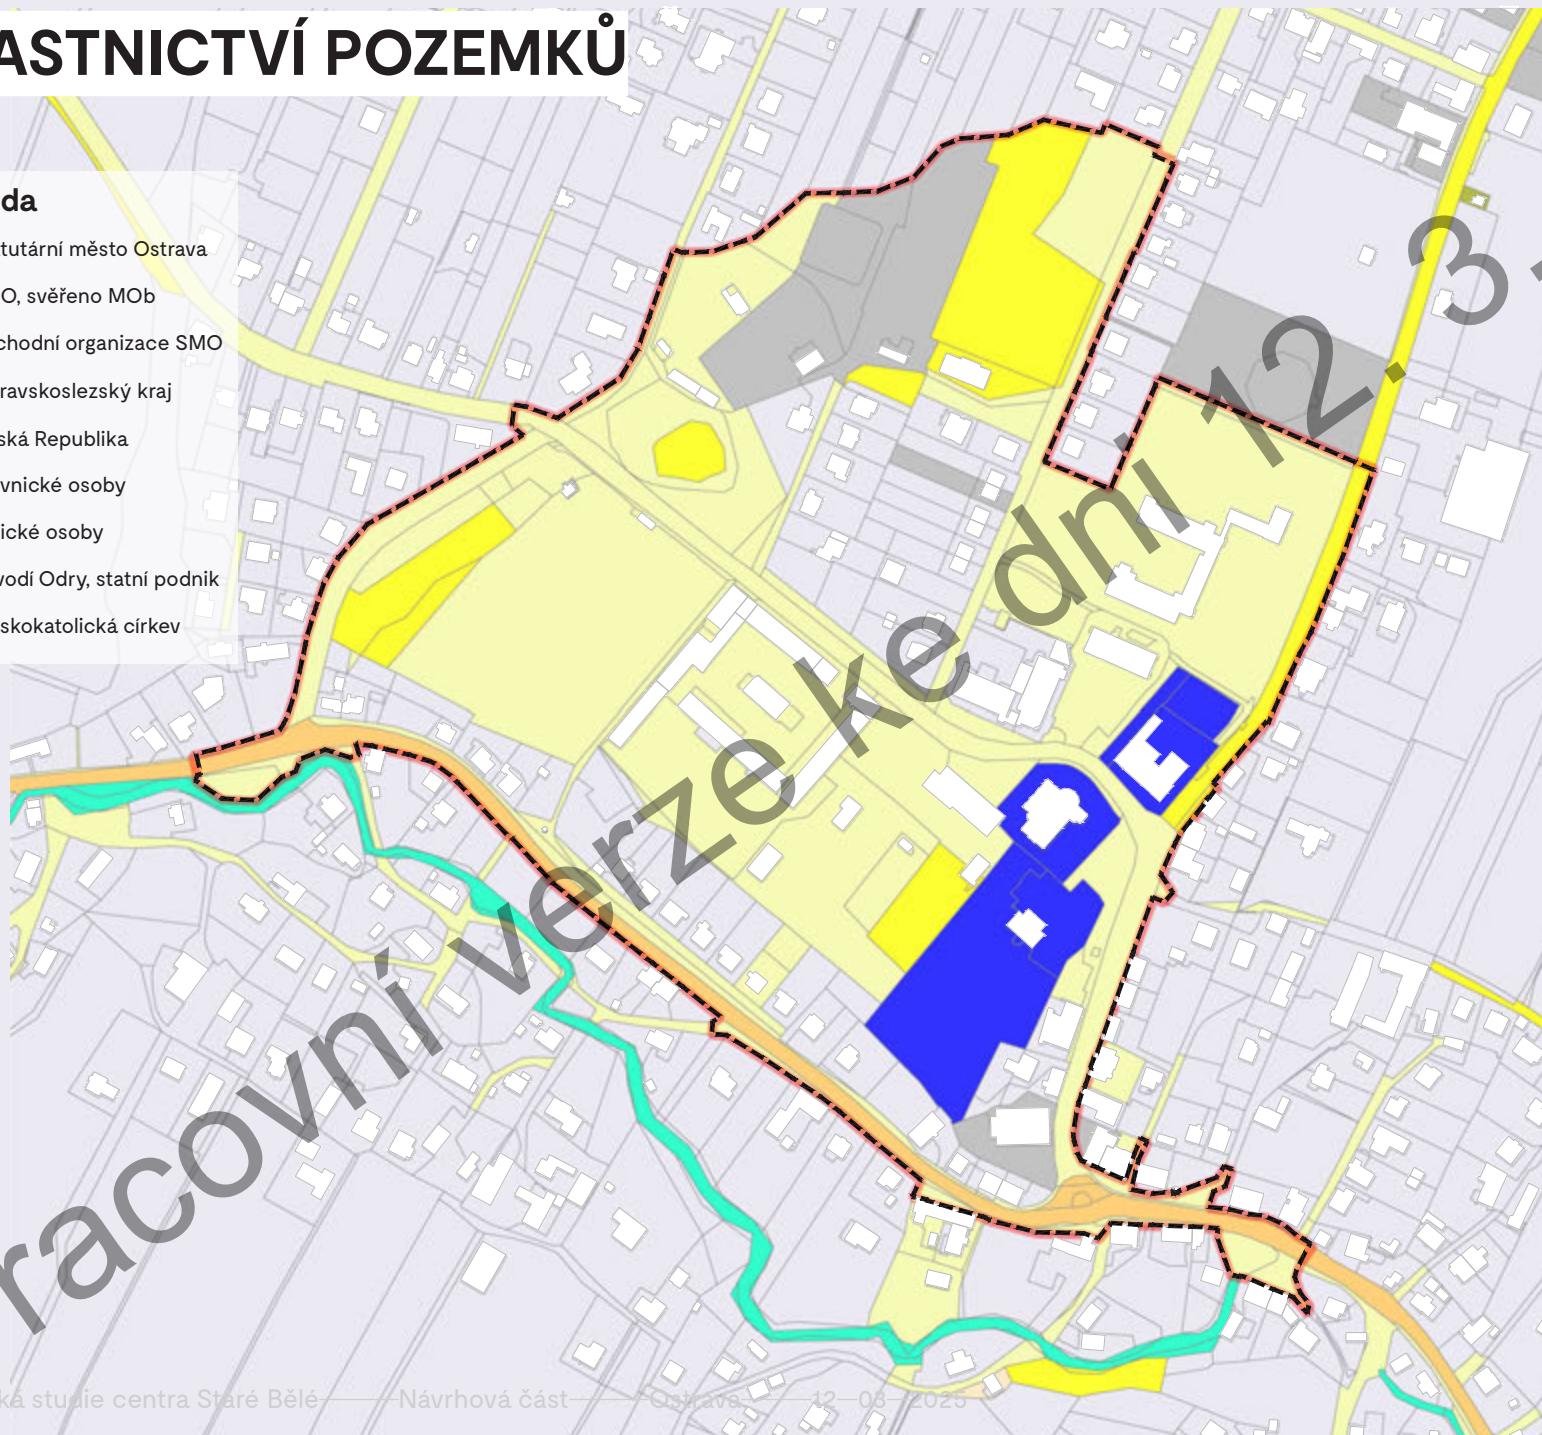 ASTNICTVÍ POZEMKŮ
da
tutární město Ostrava
O, svěřeno MOb
chodní organizace SMO
ravskoslezský kraj
ská Republika
vnické osoby
ické osoby
vodí Odry, statní podnik
skokatolická církev
racovní verze ke dni 12. 3
ká studie centra Staré Bělé
Návrhová část
Ostrava
12—03—2025